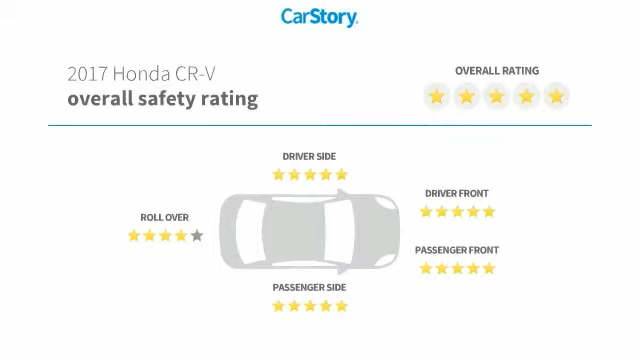 CarStory®
2017 Honda CR-V
overall safety rating
OVERALL RATING
DRIVER SIDE
DRIVER FRONT
ROLL OVER
PASSENGER FRONT
PASSENGER SIDE